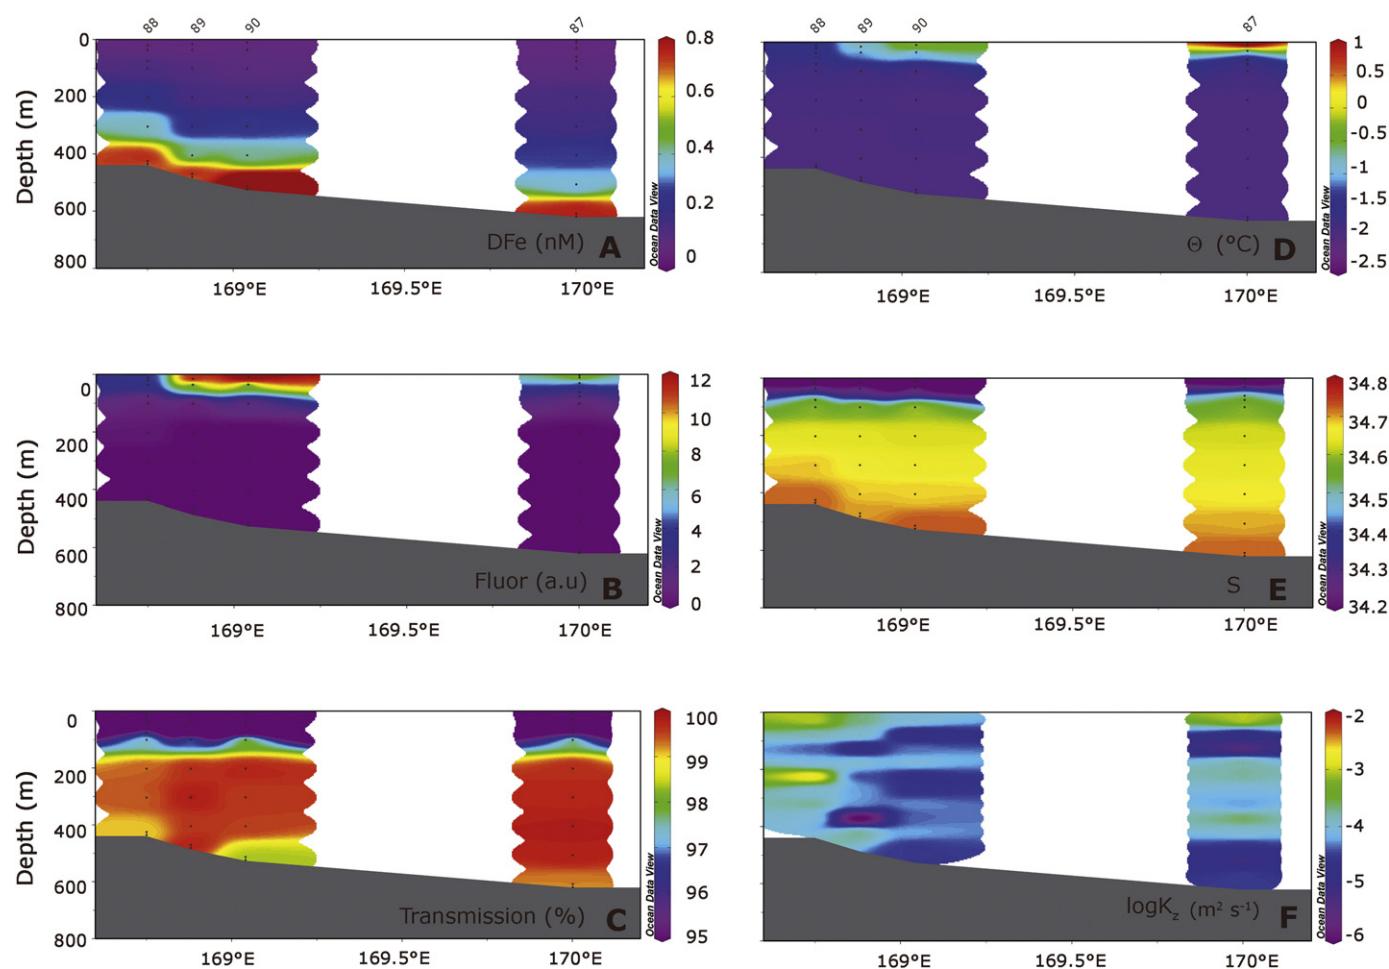 88 89 90 87
0
200
400
600
800
Depth (m)
DFe (nM) A
169°E 169.5°E 170°E
0.8
0.6
0.4
0.2
0
Ocean Data View
88 89 90 87
Θ (°C) D
169°E 169.5°E 170°E
1
0.5
0
-0.5
-1
-1.5
-2
-2.5
Ocean Data View
0
200
400
600
800
Depth (m)
Fluor (a.u) B
169°E 169.5°E 170°E
12
10
8
6
4
2
0
Ocean Data View
S E
169°E 169.5°E 170°E
34.8
34.7
34.6
34.5
34.4
34.3
34.2
Ocean Data View
0
200
400
600
800
Depth (m)
Transmission (%) C
169°E 169.5°E 170°E
100
99
98
97
96
95
Ocean Data View
logKz (m² s⁻¹) F
169°E 169.5°E 170°E
-2
-3
-4
-5
-6
Ocean Data View